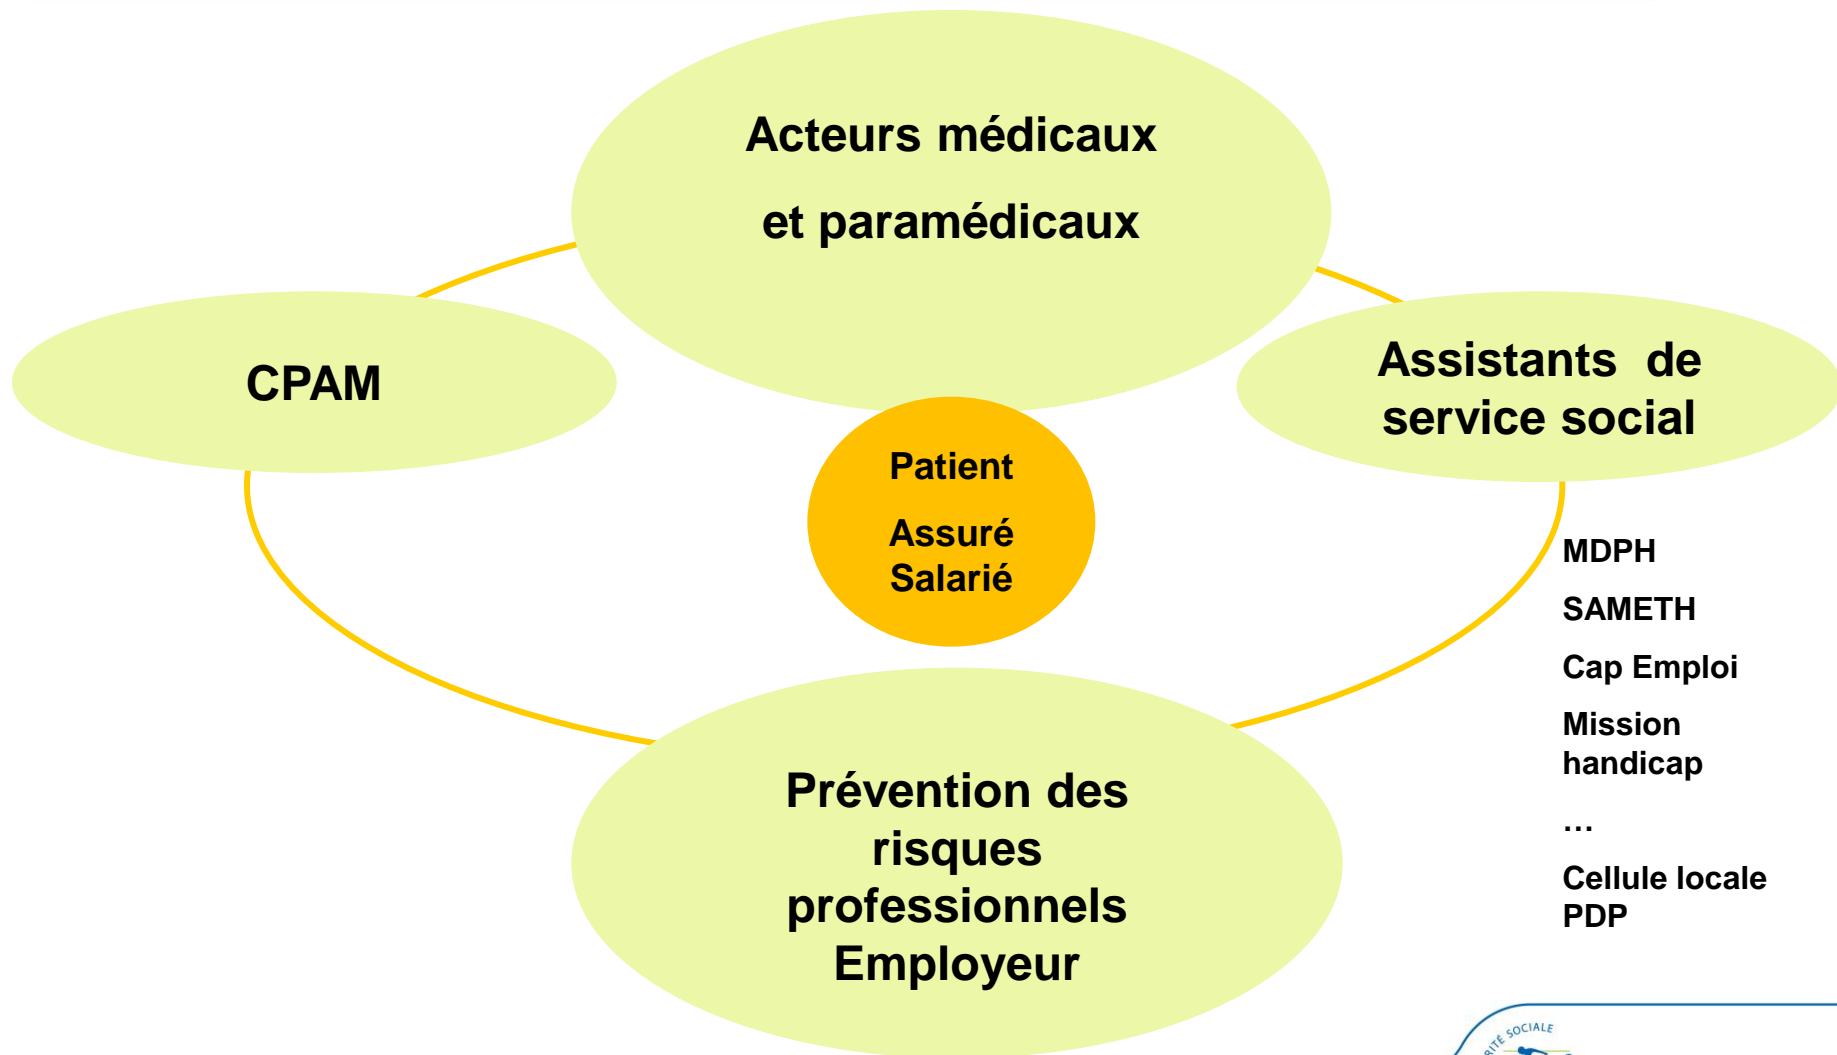 Acteurs médicaux
et paramédicaux
CPAM
Assistants de
service social
Patient
Assuré
Salarié
MDPH
SAMETH
Cap Emploi
Mission
handicap
…
Cellule locale
PDP
Prévention des
risques
professionnels
Employeur
SOCIALE